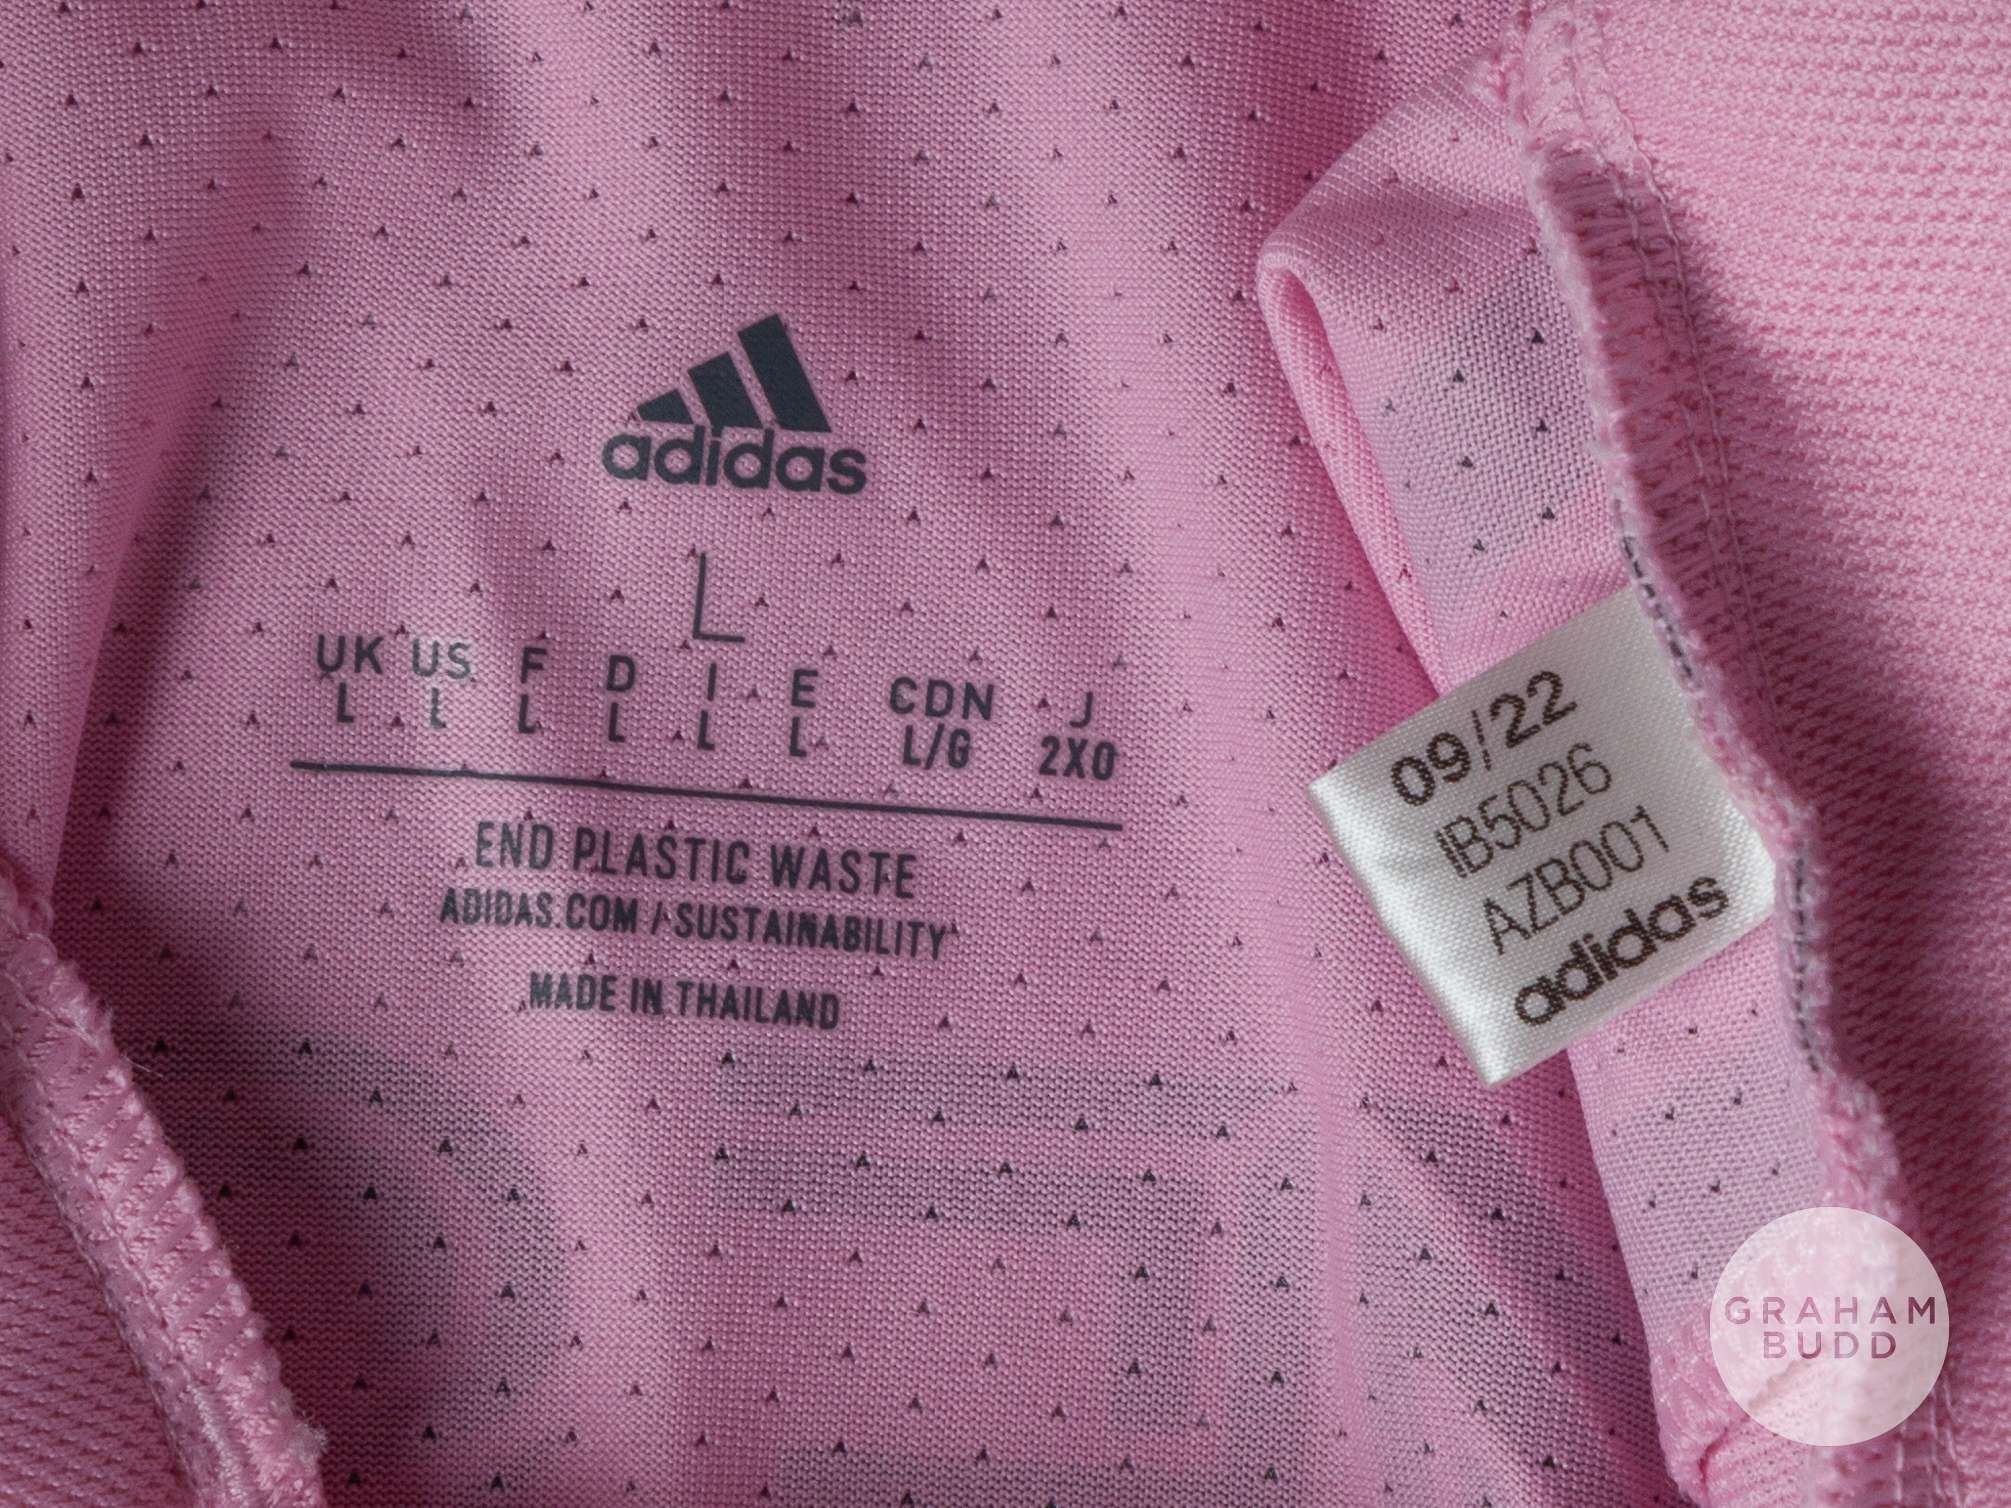 adidas
L
UK US F D I E CDN J
L L L L L L L/G 2XO
END PLASTIC WASTE
ADIDAS.COM / SUSTAINABILITY
MADE IN THAILAND
09/22
IB5026
AZB001
adidas
GRAHAM
BUDD